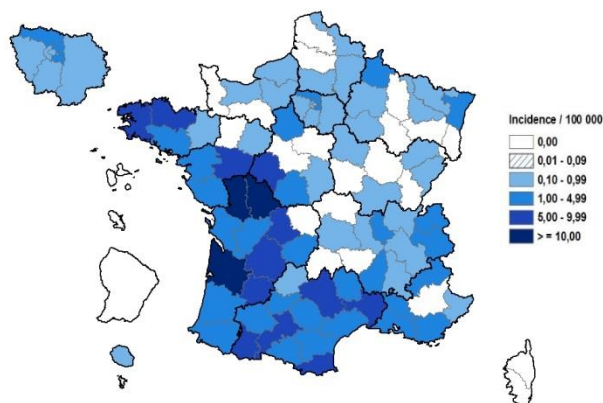 Incidence / 100 000
0,00
0,01 - 0,09
0,10 - 0,99
1,00 - 4,99
5,00 - 9,99
> = 10,00